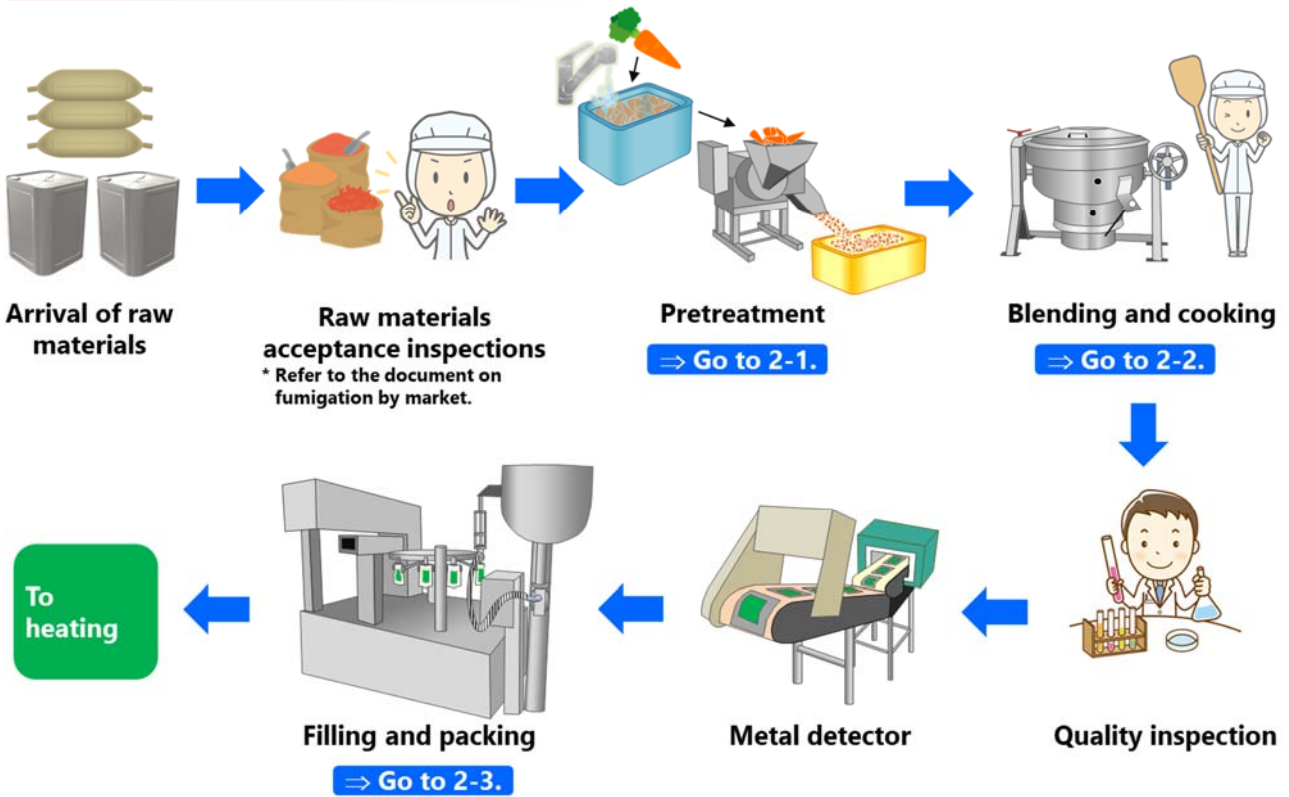 Arrival of raw
materials
Raw materials
acceptance inspections
* Refer to the document on
fumigation by market.
Pretreatment
⇒ Go to 2-1.
Blending and cooking
⇒ Go to 2-2.
Quality inspection
Metal detector
Filling and packing
⇒ Go to 2-3.
To
heating